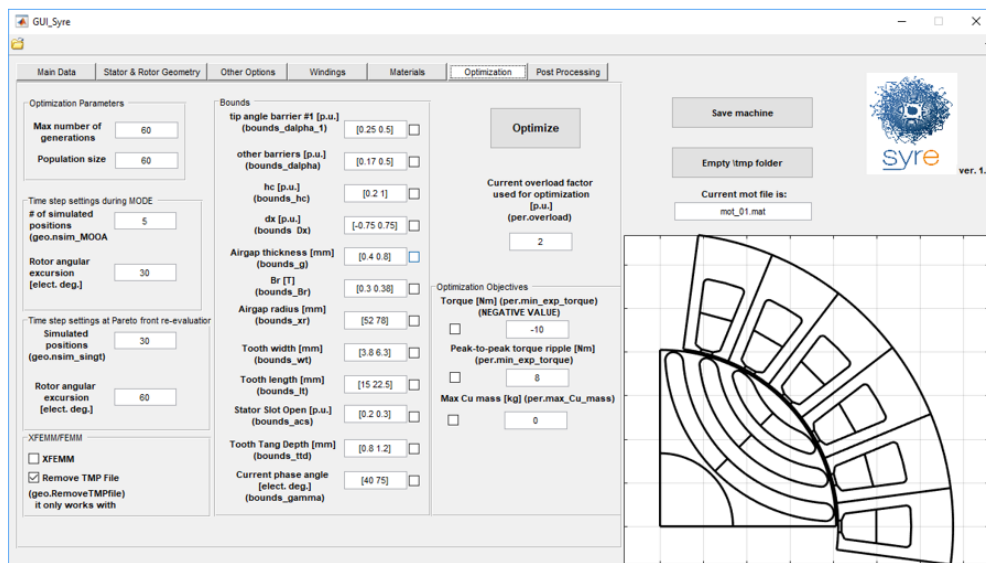 GUI_Syre
Main Data
Stator & Rotor Geometry
Other Options
Windings
Materials
Optimization
Post Processing
Optimization Parameters
Max number of
generations
60
Population size
60
Time step settings during MODE
# of simulated
positions
(geo.nsim_MOOA
5
Rotor angular
excursion
[elect. deg.]
30
Time step settings at Pareto front re-evaluation
Simulated
positions
(geo.nsim_singt)
30
Rotor angular
excursion
[elect. deg.]
60
XFEMM/FEMM
XFEMM
Remove TMP File
(geo.RemoveTMPfile)
it only works with
Bounds
tip angle barrier #1 [p.u.]
(bounds_dalpha_1)
[0.25 0.5]
other barriers [p.u.]
(bounds_dalpha)
[0.17 0.5]
hc [p.u.]
(bounds_hc)
[0.2 1]
dx [p.u.]
(bounds_Dx)
[-0.75 0.75]
Airgap thickness [mm]
(bounds_g)
[0.4 0.8]
Br [T]
(bounds_Br)
[0.3 0.38]
Airgap radius [mm]
(bounds_xr)
[52 78]
Tooth width [mm]
(bounds_wt)
[3.8 6.3]
Tooth length [mm]
(bounds_lt)
[15 22.5]
Stator Slot Open [p.u.]
(bounds_acs)
[0.2 0.3]
Tooth Tang Depth [mm]
(bounds_ttd)
[0.8 1.2]
Current phase angle
[elect. deg.]
(bounds_gamma)
[40 75]
Optimize
Current overload factor
used for optimization
[p.u.]
(per.overload)
2
Optimization Objectives
Torque [Nm] (per.min_exp_torque)
(NEGATIVE VALUE)
-10
Peak-to-peak torque ripple [Nm]
(per.min_exp_torque)
8
Max Cu mass [kg] (per.max_Cu_mass)
0
Save machine
Empty \tmp folder
Current mot file is:
mot_01.mat
syre
ver. 1.